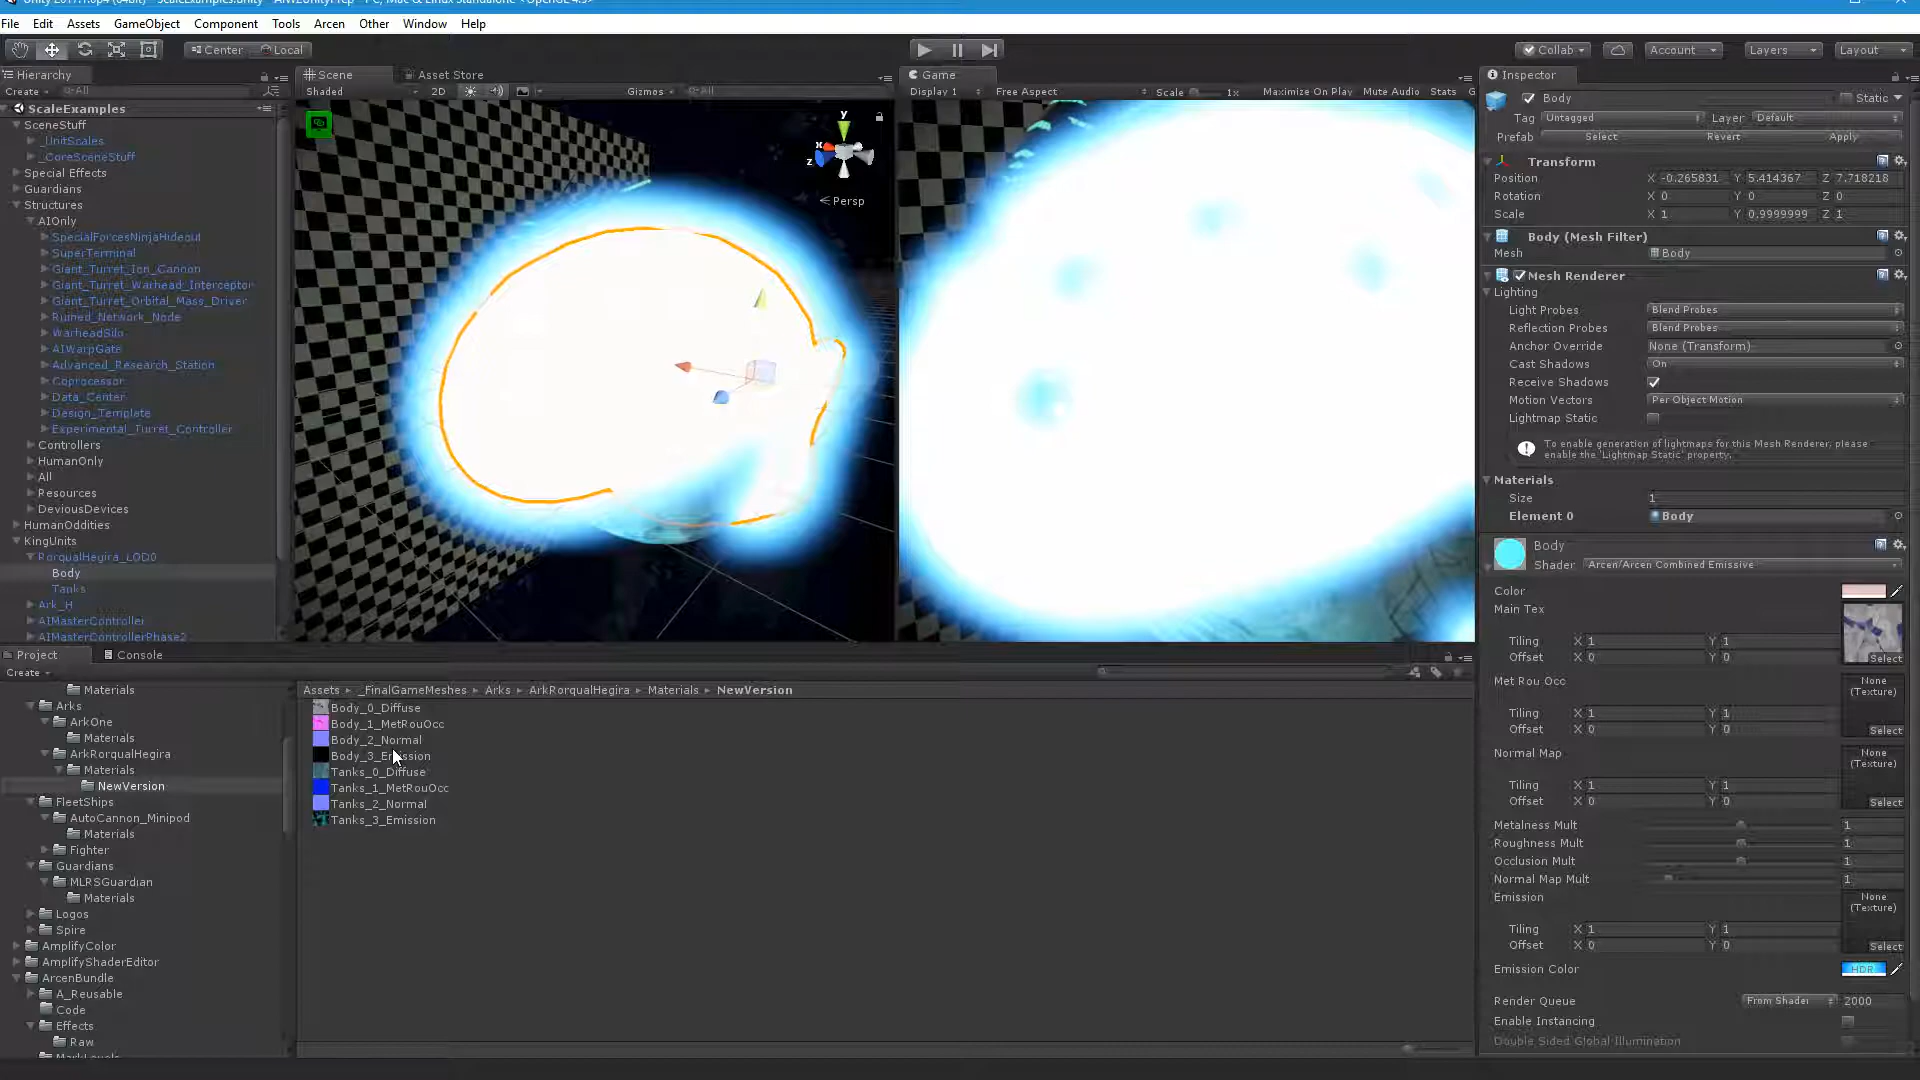 File Edit Assets GameObject Component Tools Arcen Other Window Help
Center Local
Collab Account Layers Layout
Hierarchy
Create All
ScaleExamples
SceneStuff
_UnitScales
_CoreSceneStuff
Special Effects
Guardians
Structures
AIOnly
SpecialForcesNinjaHideout
SuperTerminal
Giant_Turret_Ion_Cannon
Giant_Turret_Warhead_Interceptor
Giant_Turret_Orbital_Mass_Driver
Ruined_Network_Node
WarheadSilo
AIWarpGate
Advanced_Research_Station
Coprocessor
Data_Center
Design_Template
Experimental_Turret_Controller
Controllers
HumanOnly
All
Resources
DeviousDevices
HumanOddities
KingUnits
RorqualHegira_LOD0
Body
Tanks
Ark_H
AIMasterController
AIMasterControllerPhase2
Scene Asset Store
Shaded 2D Gizmos All
y
x
z
Persp
Game
Display 1 Free Aspect Scale 1x Maximize On Play Mute Audio Stats G
Inspector
Body Static
Tag Untagged Layer Default
Prefab Select Revert Apply
Transform
Position X -0.265831 Y 5.414367 Z 7.718218
Rotation X 0 Y 0 Z 0
Scale X 1 Y 0.9999999 Z 1
Body (Mesh Filter)
Mesh Body
Mesh Renderer
Lighting
Light Probes Blend Probes
Reflection Probes Blend Probes
Anchor Override None (Transform)
Cast Shadows On
Receive Shadows
Motion Vectors Per Object Motion
Lightmap Static
To enable generation of lightmaps for this Mesh Renderer, please
enable the 'Lightmap Static' property.
Materials
Size 1
Element 0 Body
Body
Shader Arcen/Arcen Combined Emissive
Color
Main Tex
Tiling X 1 Y 1
Offset X 0 Y 0
Select
Met Rou Occ
None
(Texture)
Tiling X 1 Y 1
Offset X 0 Y 0
Select
Normal Map
None
(Texture)
Tiling X 1 Y 1
Offset X 0 Y 0
Select
Metalness Mult 1
Roughness Mult 1
Occlusion Mult 1
Normal Map Mult 1
Emission
None
(Texture)
Tiling X 1 Y 1
Offset X 0 Y 0
Select
Emission Color HDR
Render Queue From Shader 2000
Enable Instancing
Double Sided Global Illumination
Project Console
Create
Materials
Arks
ArkOne
Materials
ArkRorqualHegira
Materials
NewVersion
FleetShips
AutoCannon_Minipod
Materials
Fighter
Guardians
MLRSGuardian
Materials
Logos
Spire
AmplifyColor
AmplifyShaderEditor
ArcenBundle
A_Reusable
Code
Effects
Raw
Assets _FinalGameMeshes Arks ArkRorqualHegira Materials NewVersion
Body_0_Diffuse
Body_1_MetRouOcc
Body_2_Normal
Body_3_Emission
Tanks_0_Diffuse
Tanks_1_MetRouOcc
Tanks_2_Normal
Tanks_3_Emission